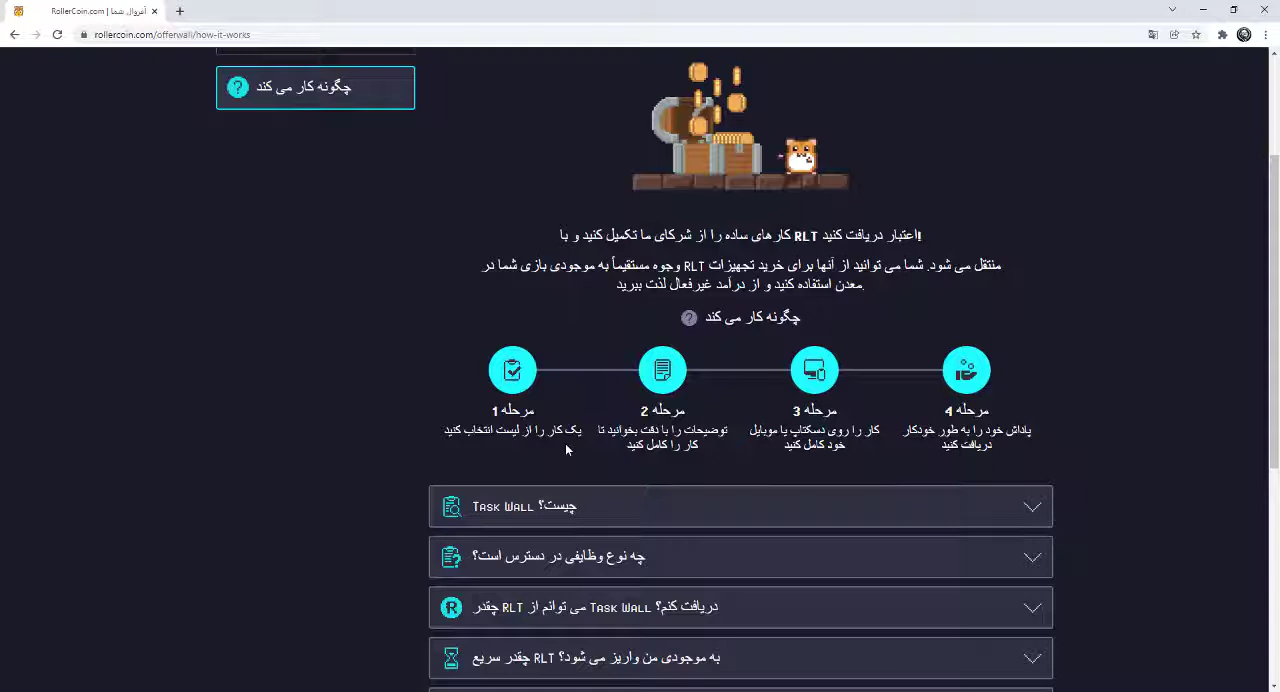 RollerCoin.com | آفروال شما
rollercoin.com/offerwall/how-it-works
چگونه کار می کند
!اعتبار دریافت کنید RLT کارهای ساده را از شرکای ما تکمیل کنید و با
منتقل می شود. شما می توانید از آنها برای خرید تجهیزات RLT وجوه مستقیماً به موجودی بازی شما در
.معدن استفاده کنید و از درآمد غیرفعال لذت ببرید
چگونه کار می کند ?
مرحله 1
یک کار را از لیست انتخاب کنید
مرحله 2
توضیحات را با دقت بخوانید تا
کار را کامل کنید
مرحله 3
کار را روی دسکتاپ یا موبایل
خود کامل کنید
مرحله 4
پاداش خود را به طور خودکار
دریافت کنید
Task Wall چیست؟
چه نوع وظایفی در دسترس است؟
دریافت کنم؟ Task Wall می توانم از RLT چقدر
به موجودی من واریز می شود؟ RLT چقدر سریع